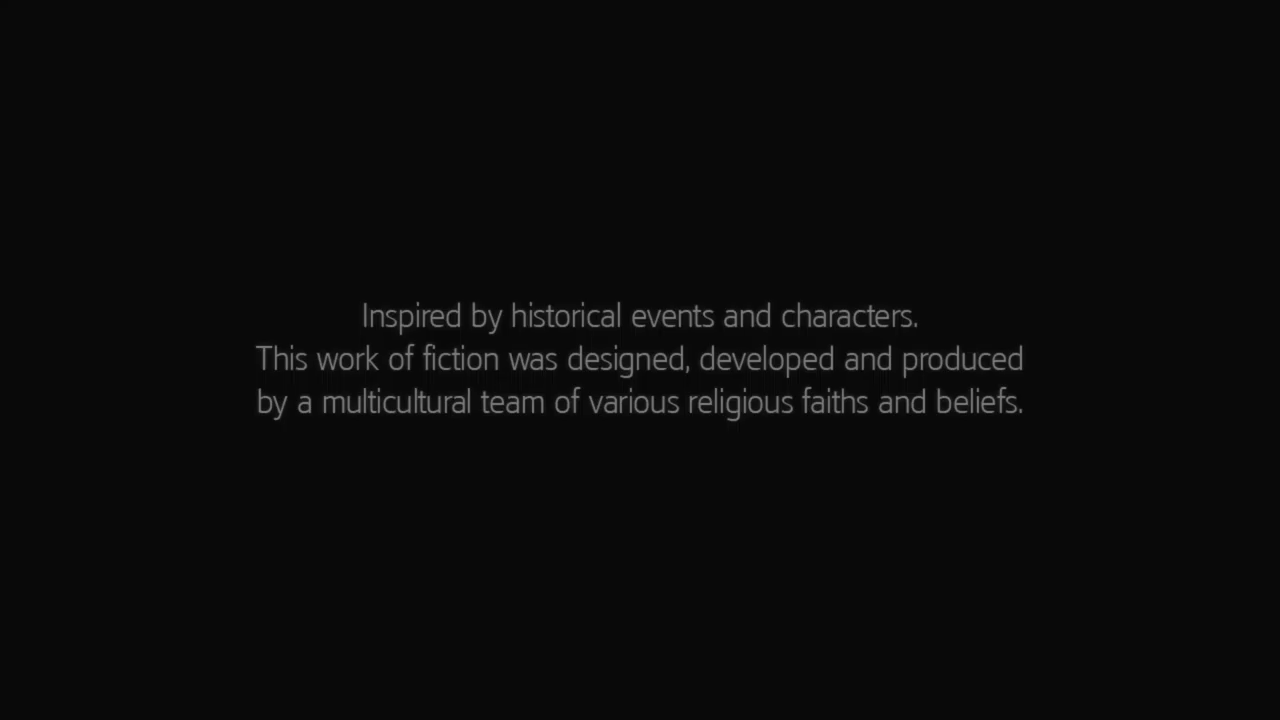 Inspired by historical events and characters.
This work of fiction was designed, developed and produced
by a multicultural team of various religious faiths and beliefs.